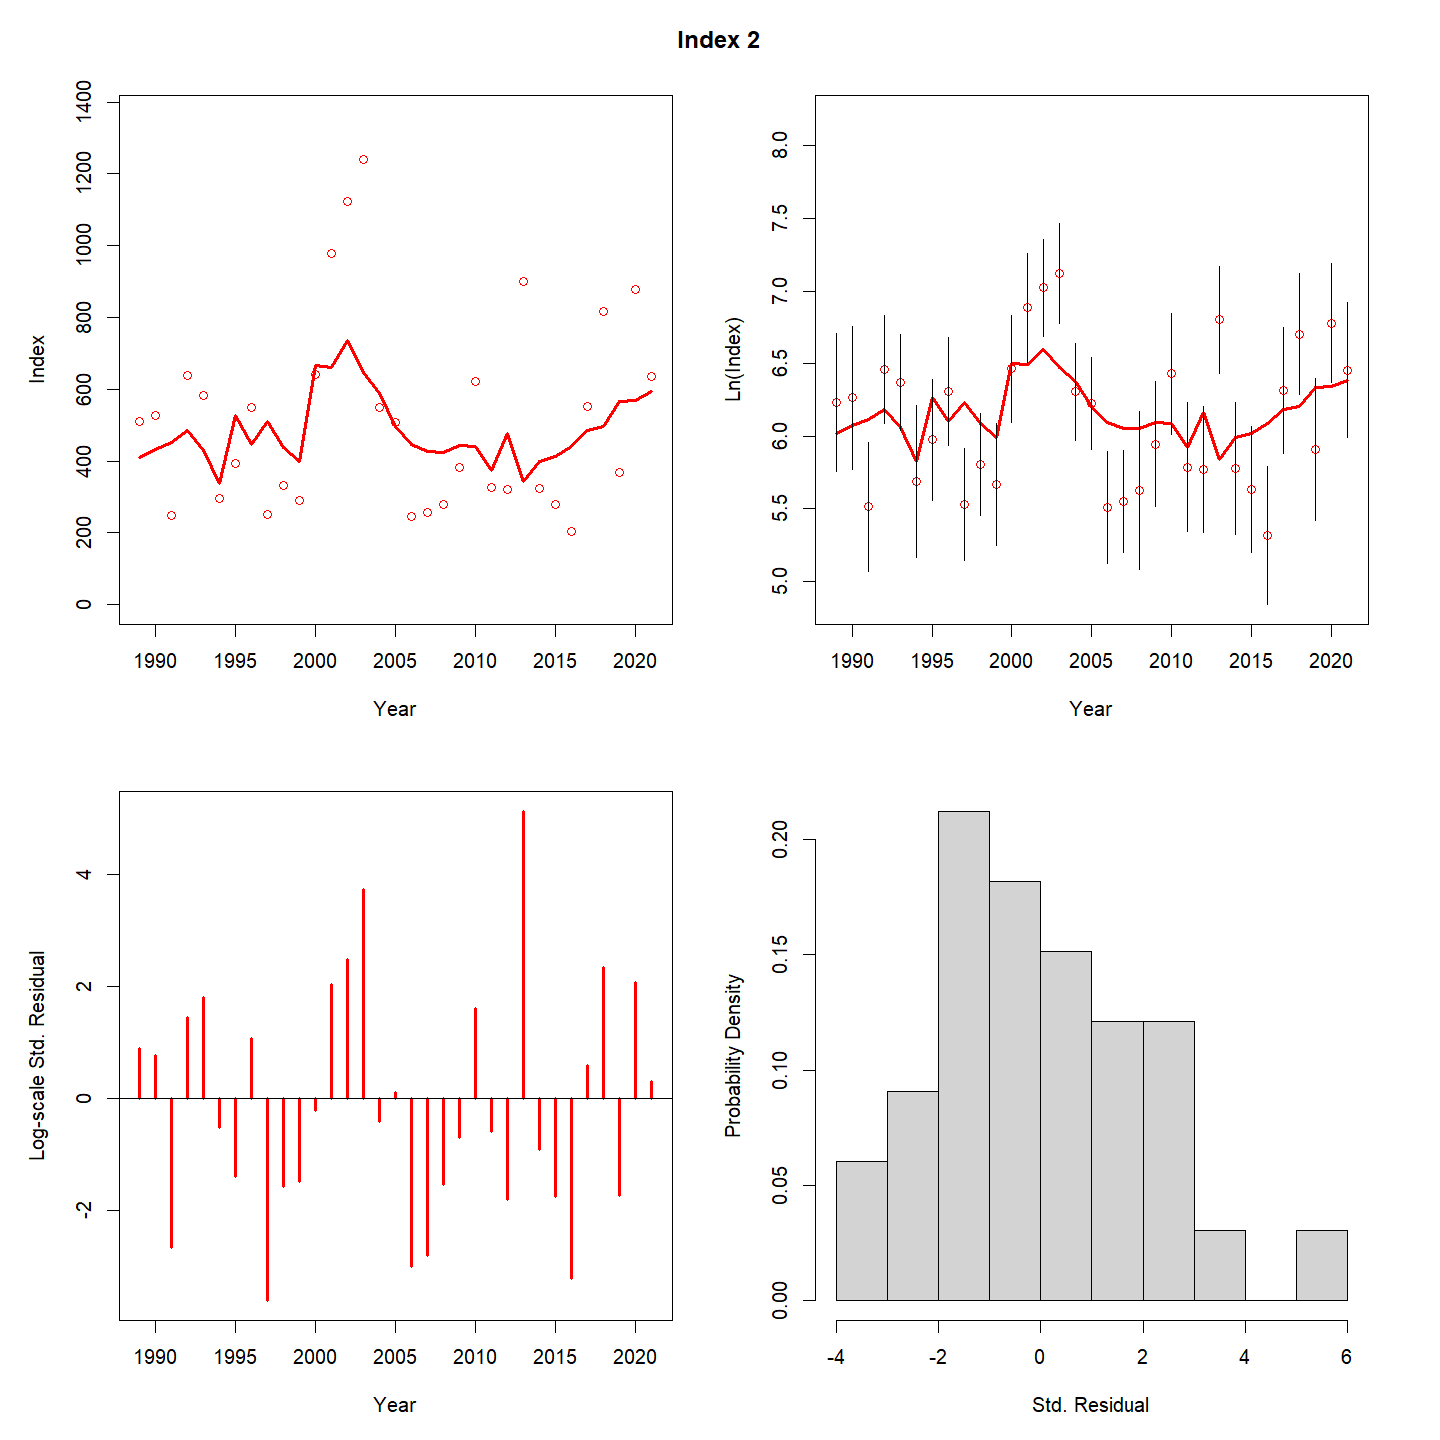 Index 2
Index
0 200 400 600 800 1000 1200 1400
1990 1995 2000 2005 2010 2015 2020
Year
Ln(Index)
5.0 5.5 6.0 6.5 7.0 7.5 8.0
1990 1995 2000 2005 2010 2015 2020
Year
Log-scale Std. Residual
-2 0 2 4
1990 1995 2000 2005 2010 2015 2020
Year
Probability Density
0.00 0.05 0.10 0.15 0.20
-4 -2 0 2 4 6
Std. Residual